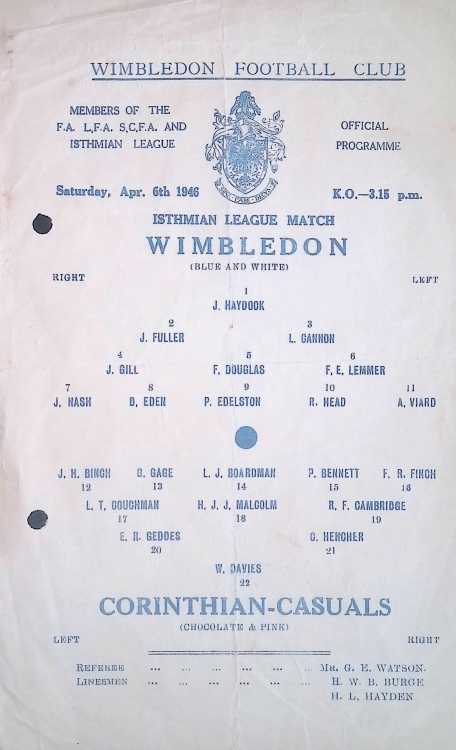 WIMBLEDON FOOTBALL CLUB
MEMBERS OF THE
F.A. L.F.A. S.C.F.A. AND
ISTHMIAN LEAGUE
OFFICIAL
PROGRAMME
Saturday, Apr. 6th 1946
K.O.—3.15 p.m.
ISTHMIAN LEAGUE MATCH
WIMBLEDON
(BLUE AND WHITE)
RIGHT LEFT
1
J. HAYDOCK
2 3
J. FULLER L. CANNON
4 5 6
J. GILL F. DOUGLAS F. E. LEMMER
7 8 9 10 11
J. NASH D. EDEN P. EDELSTON R. HEAD A. VIARD
J. H. BINCH G. GAGE L. J. BOARDMAN P. BENNETT F. R. FINCH
12 13 14 15 16
L. T. COUCHMAN H. J. J. MALCOLM R. F. CAMBRIDGE
17 18 19
E. R. GEDDES C. HENCHER
20 21
W. DAVIES
22
CORINTHIAN-CASUALS
(CHOCOLATE & PINK)
LEFT RIGHT
REFEREE ... ... ... ... ... ... MR. G. E. WATSON.
LINESMEN ... ... ... ... ... ... H. W. B. BURGE
H. L. HAYDEN